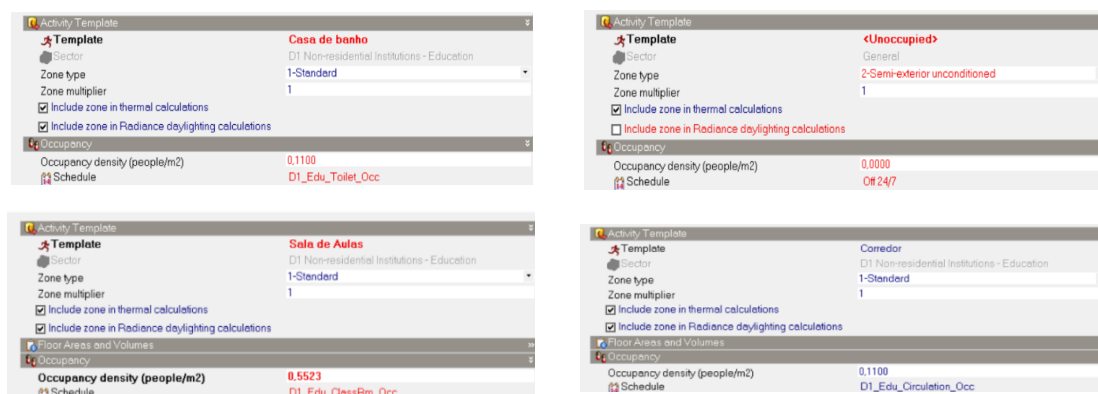 Activity Template
Template Casa de banho
Sector D1 Non-residential Institutions - Education
Zone type 1-Standard
Zone multiplier 1
Include zone in thermal calculations
Include zone in Radiance daylighting calculations
Occupancy
Occupancy density (people/m2) 0,1100
Schedule D1_Edu_Toilet_Occ
Activity Template
Template <Unoccupied>
Sector General
Zone type 2-Semi-exterior unconditioned
Zone multiplier 1
Include zone in thermal calculations
Include zone in Radiance daylighting calculations
Occupancy
Occupancy density (people/m2) 0,0000
Schedule Off 24/7
Activity Template
Template Sala de Aulas
Sector D1 Non-residential Institutions - Education
Zone type 1-Standard
Zone multiplier 1
Include zone in thermal calculations
Include zone in Radiance daylighting calculations
Floor Areas and Volumes
Occupancy
Occupancy density (people/m2) 0,5523
Schedule D1_Edu_ClassRm_Occ
Activity Template
Template Corredor
Sector D1 Non-residential Institutions - Education
Zone type 1-Standard
Zone multiplier 1
Include zone in thermal calculations
Include zone in Radiance daylighting calculations
Floor Areas and Volumes
Occupancy
Occupancy density (people/m2) 0,1100
Schedule D1_Edu_Circulation_Occ